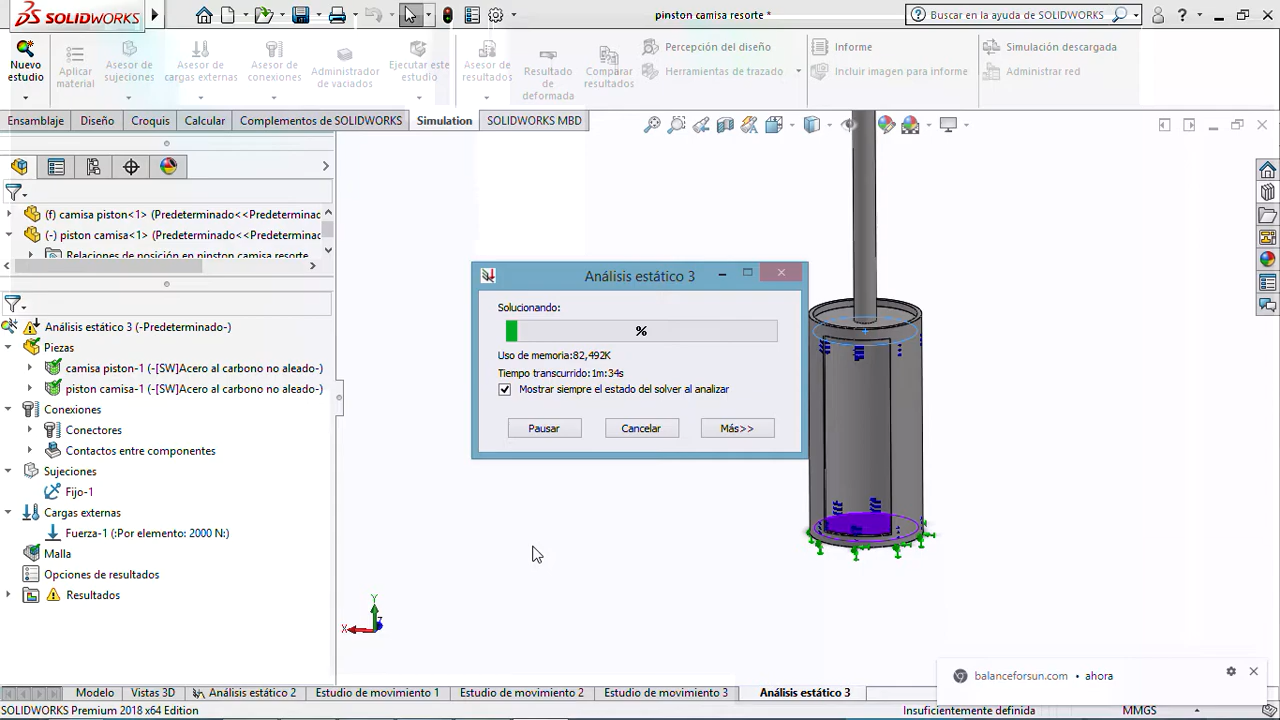 SOLIDWORKS
pinston camisa resorte *
Buscar en la ayuda de SOLIDWORKS
Nuevo estudio
Aplicar material
Asesor de sujeciones
Asesor de cargas externas
Asesor de conexiones
Administrador de vaciados
Ejecutar este estudio
Asesor de resultados
Resultado de deformada
Comparar resultados
Percepción del diseño
Herramientas de trazado
Informe
Incluir imagen para informe
Simulación descargada
Administrar red
Ensamblaje
Diseño
Croquis
Calcular
Complementos de SOLIDWORKS
Simulation
SOLIDWORKS MBD
(f) camisa piston<1> (Predeterminado<<Predeterminac
(-) piston camisa<1> (Predeterminado<<Predeterminac
Relaciones de posición en pinston camisa resorte
Análisis estático 3 (-Predeterminado-)
Piezas
camisa piston-1 (-[SW]Acero al carbono no aleado-)
piston camisa-1 (-[SW]Acero al carbono no aleado-)
Conexiones
Conectores
Contactos entre componentes
Sujeciones
Fijo-1
Cargas externas
Fuerza-1 (:Por elemento: 2000 N:)
Malla
Opciones de resultados
Resultados
Análisis estático 3
Solucionando:
%
Uso de memoria:82,492K
Tiempo transcurrido:1m:34s
Mostrar siempre el estado del solver al analizar
Pausar
Cancelar
Más>>
Y
X
Z
balanceforsun.com • ahora
Modelo
Vistas 3D
Análisis estático 2
Estudio de movimiento 1
Estudio de movimiento 2
Estudio de movimiento 3
Análisis estático 3
SOLIDWORKS Premium 2018 x64 Edition
Insuficientemente definida
MMGS